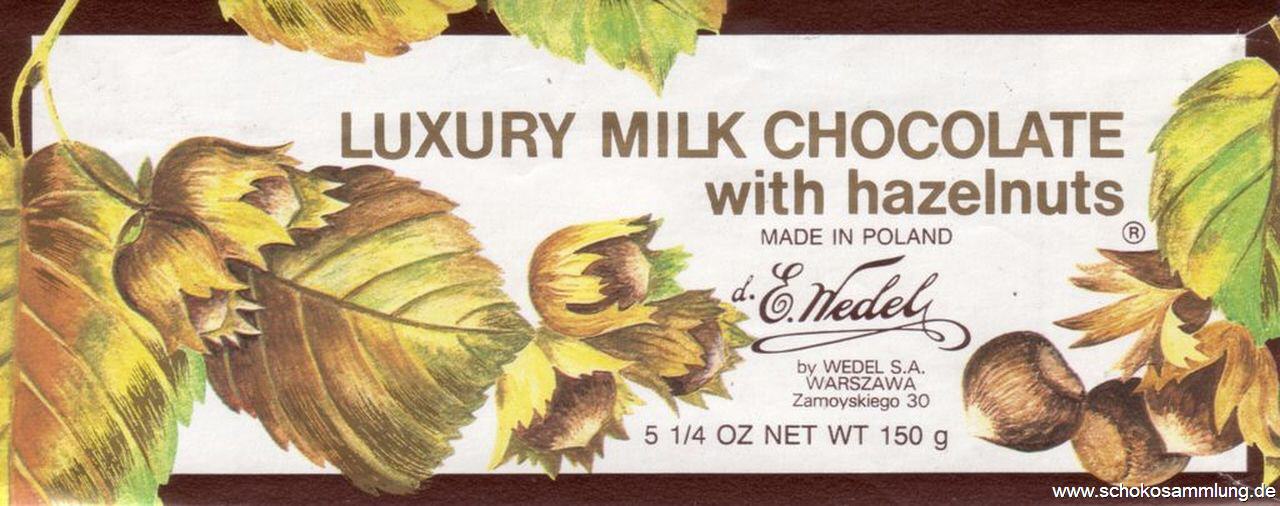 LUXURY MILK CHOCOLATE
with hazelnuts
MADE IN POLAND
®
d. E. Wedel
by WEDEL S.A.
WARSZAWA
Zamoyskiego 30
5 1/4 OZ NET WT 150 g
www.schokosammlung.de